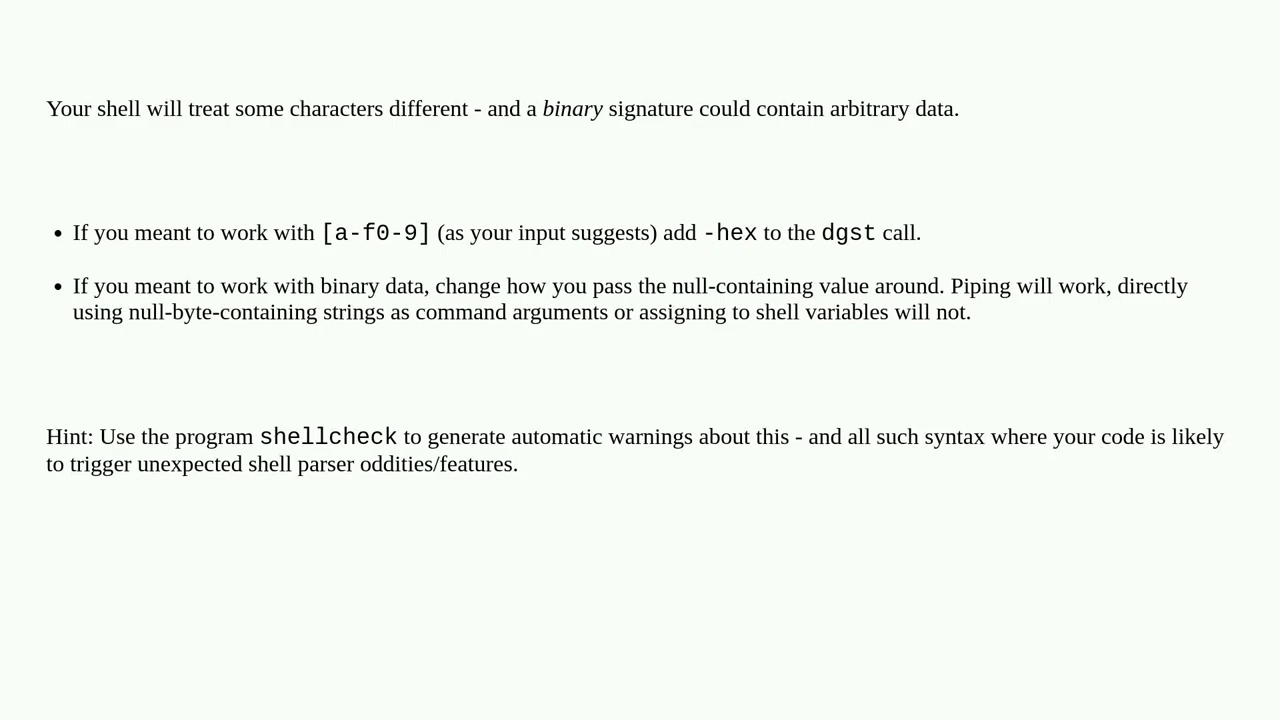 Your shell will treat some characters different - and a binary signature could contain arbitrary data.
• If you meant to work with [a-f0-9] (as your input suggests) add -hex to the dgst call.
• If you meant to work with binary data, change how you pass the null-containing value around. Piping will work, directly
using null-byte-containing strings as command arguments or assigning to shell variables will not.
Hint: Use the program shellcheck to generate automatic warnings about this - and all such syntax where your code is likely
to trigger unexpected shell parser oddities/features.